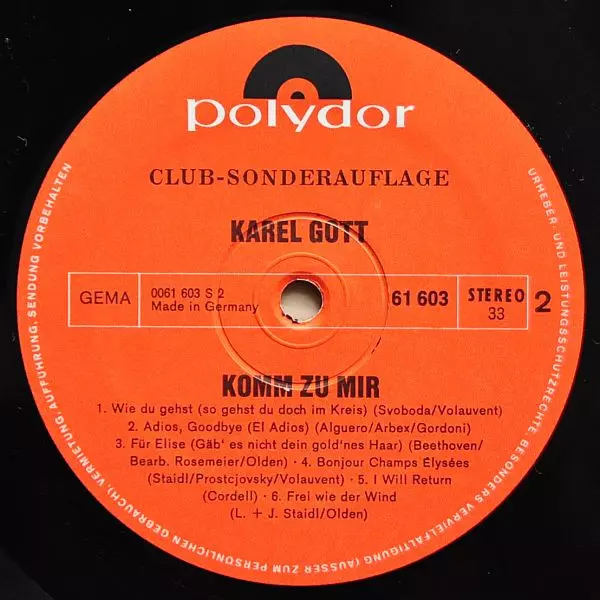 polydor
CLUB-SONDERAUFLAGE
KAREL GOTT
GEMA
0061 603 S 2
Made in Germany
61 603
STEREO
33
2
KOMM ZU MIR
1. Wie du gehst (so gehst du doch im Kreis) (Svoboda/Volauvent)
2. Adios, Goodbye (El Adios) (Alguero/Arbex/Gordoni)
3. Für Elise (Gäb' es nicht dein gold'nes Haar) (Beethoven/
Bearb. Rosemeier/Olden) · 4. Bonjour Champs Élysées
(Staidl/Prostcjovsky/Volauvent) · 5. I Will Return
(Cordell) · 6. Frei wie der Wind
(L. + J. Staidl/Olden)
URHEBER- UND LEISTUNGSSCHUTZRECHTE GESONDERS VERVIELFÄLTIGUNG (AUSSER ZUM PERSÖNLICHEN GEBRAUCH), VERMIETUNG, AUFFÜHRUNG, SENDUNG VORBEHALTEN